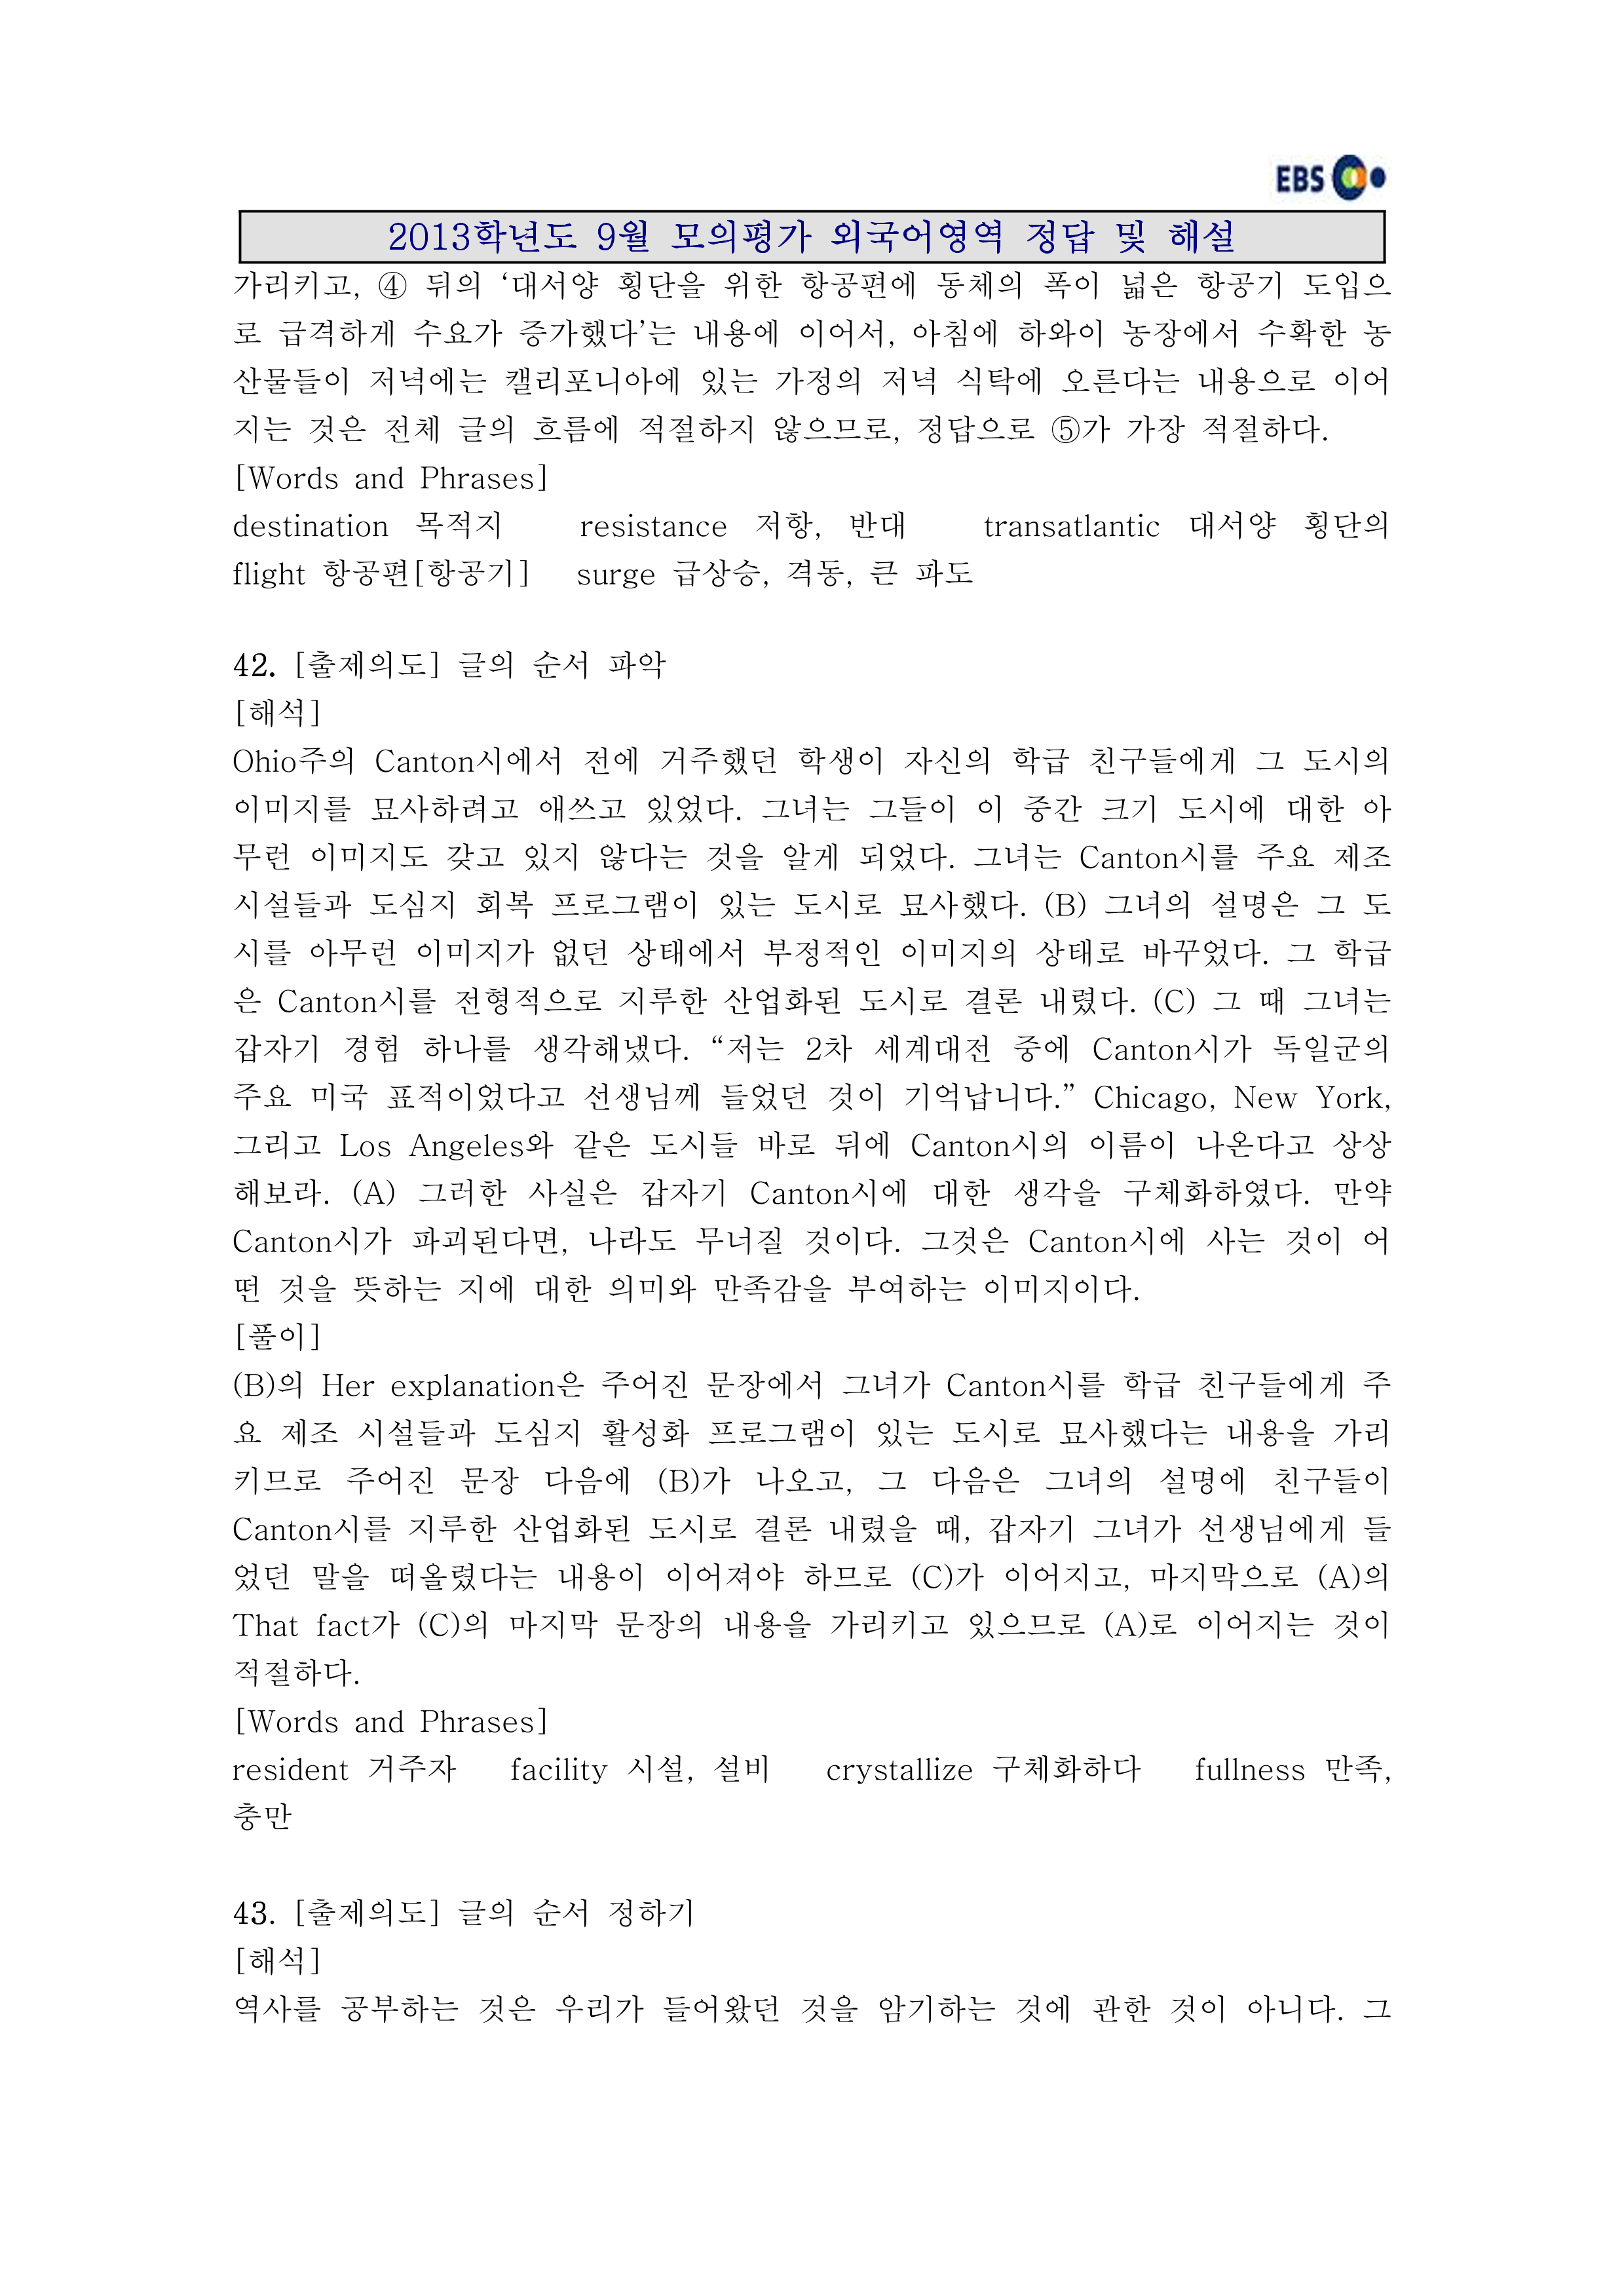 EBS
2013학년도 9월 모의평가 외국어영역 정답 및 해설
가리키고, ④ 뒤의 ‘대서양 횡단을 위한 항공편에 동체의 폭이 넓은 항공기 도입으
로 급격하게 수요가 증가했다’는 내용에 이어서, 아침에 하와이 농장에서 수확한 농
산물들이 저녁에는 캘리포니아에 있는 가정의 저녁 식탁에 오른다는 내용으로 이어
지는 것은 전체 글의 흐름에 적절하지 않으므로, 정답으로 ⑤가 가장 적절하다.
[Words and Phrases]
destination 목적지 resistance 저항, 반대 transatlantic 대서양 횡단의
flight 항공편[항공기] surge 급상승, 격동, 큰 파도
42. [출제의도] 글의 순서 파악
[해석]
Ohio주의 Canton시에서 전에 거주했던 학생이 자신의 학급 친구들에게 그 도시의
이미지를 묘사하려고 애쓰고 있었다. 그녀는 그들이 이 중간 크기 도시에 대한 아
무런 이미지도 갖고 있지 않다는 것을 알게 되었다. 그녀는 Canton시를 주요 제조
시설들과 도심지 회복 프로그램이 있는 도시로 묘사했다. (B) 그녀의 설명은 그 도
시를 아무런 이미지가 없던 상태에서 부정적인 이미지의 상태로 바꾸었다. 그 학급
은 Canton시를 전형적으로 지루한 산업화된 도시로 결론 내렸다. (C) 그 때 그녀는
갑자기 경험 하나를 생각해냈다. “저는 2차 세계대전 중에 Canton시가 독일군의
주요 미국 표적이었다고 선생님께 들었던 것이 기억납니다.” Chicago, New York,
그리고 Los Angeles와 같은 도시들 바로 뒤에 Canton시의 이름이 나온다고 상상
해보라. (A) 그러한 사실은 갑자기 Canton시에 대한 생각을 구체화하였다. 만약
Canton시가 파괴된다면, 나라도 무너질 것이다. 그것은 Canton시에 사는 것이 어
떤 것을 뜻하는 지에 대한 의미와 만족감을 부여하는 이미지이다.
[풀이]
(B)의 Her explanation은 주어진 문장에서 그녀가 Canton시를 학급 친구들에게 주
요 제조 시설들과 도심지 활성화 프로그램이 있는 도시로 묘사했다는 내용을 가리
키므로 주어진 문장 다음에 (B)가 나오고, 그 다음은 그녀의 설명에 친구들이
Canton시를 지루한 산업화된 도시로 결론 내렸을 때, 갑자기 그녀가 선생님에게 들
었던 말을 떠올렸다는 내용이 이어져야 하므로 (C)가 이어지고, 마지막으로 (A)의
That fact가 (C)의 마지막 문장의 내용을 가리키고 있으므로 (A)로 이어지는 것이
적절하다.
[Words and Phrases]
resident 거주자 facility 시설, 설비 crystallize 구체화하다 fullness 만족,
충만
43. [출제의도] 글의 순서 정하기
[해석]
역사를 공부하는 것은 우리가 들어왔던 것을 암기하는 것에 관한 것이 아니다. 그